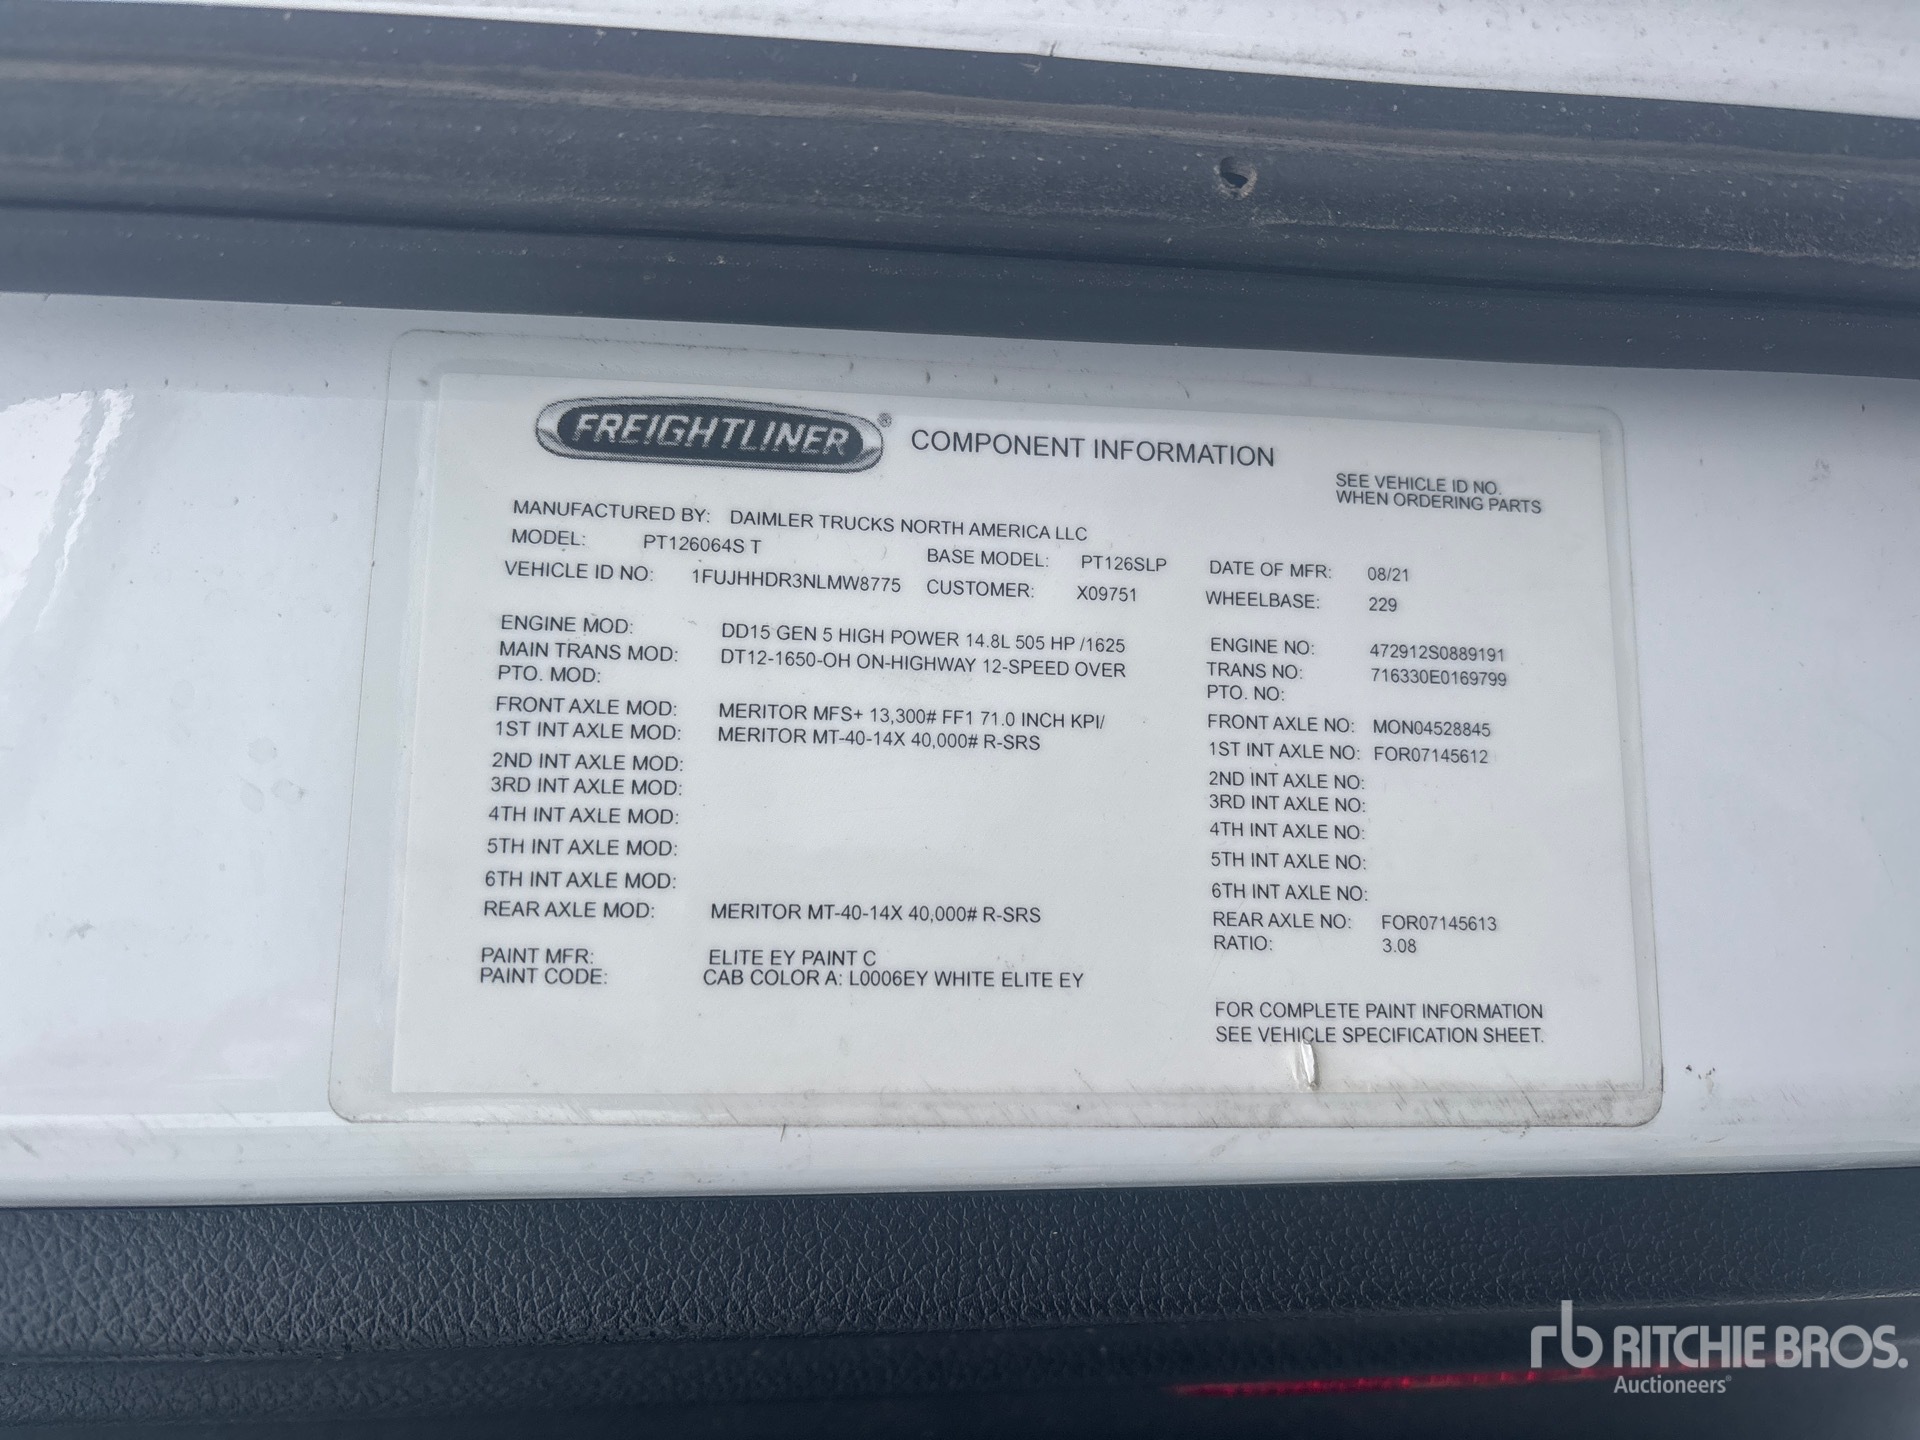 FREIGHTLINER® COMPONENT INFORMATION
SEE VEHICLE ID NO.
WHEN ORDERING PARTS
MANUFACTURED BY: DAIMLER TRUCKS NORTH AMERICA LLC
MODEL: PT126064S T BASE MODEL: PT126SLP DATE OF MFR: 08/21
VEHICLE ID NO: 1FUJHHDR3NLMW8775 CUSTOMER: X09751 WHEELBASE: 229
ENGINE MOD: DD15 GEN 5 HIGH POWER 14.8L 505 HP /1625 ENGINE NO: 472912S0889191
MAIN TRANS MOD: DT12-1650-OH ON-HIGHWAY 12-SPEED OVER TRANS NO: 716330E0169799
PTO. MOD: PTO. NO:
FRONT AXLE MOD: MERITOR MFS+ 13,300# FF1 71.0 INCH KPI/ FRONT AXLE NO: MON04528845
1ST INT AXLE MOD: MERITOR MT-40-14X 40,000# R-SRS 1ST INT AXLE NO: FOR07145612
2ND INT AXLE MOD: 2ND INT AXLE NO:
3RD INT AXLE MOD: 3RD INT AXLE NO:
4TH INT AXLE MOD: 4TH INT AXLE NO:
5TH INT AXLE MOD: 5TH INT AXLE NO:
6TH INT AXLE MOD: 6TH INT AXLE NO:
REAR AXLE MOD: MERITOR MT-40-14X 40,000# R-SRS REAR AXLE NO: FOR07145613
RATIO: 3.08
PAINT MFR: ELITE EY PAINT C
PAINT CODE: CAB COLOR A: L0006EY WHITE ELITE EY
FOR COMPLETE PAINT INFORMATION
SEE VEHICLE SPECIFICATION SHEET.
rb RITCHIE BROS.
Auctioneers®